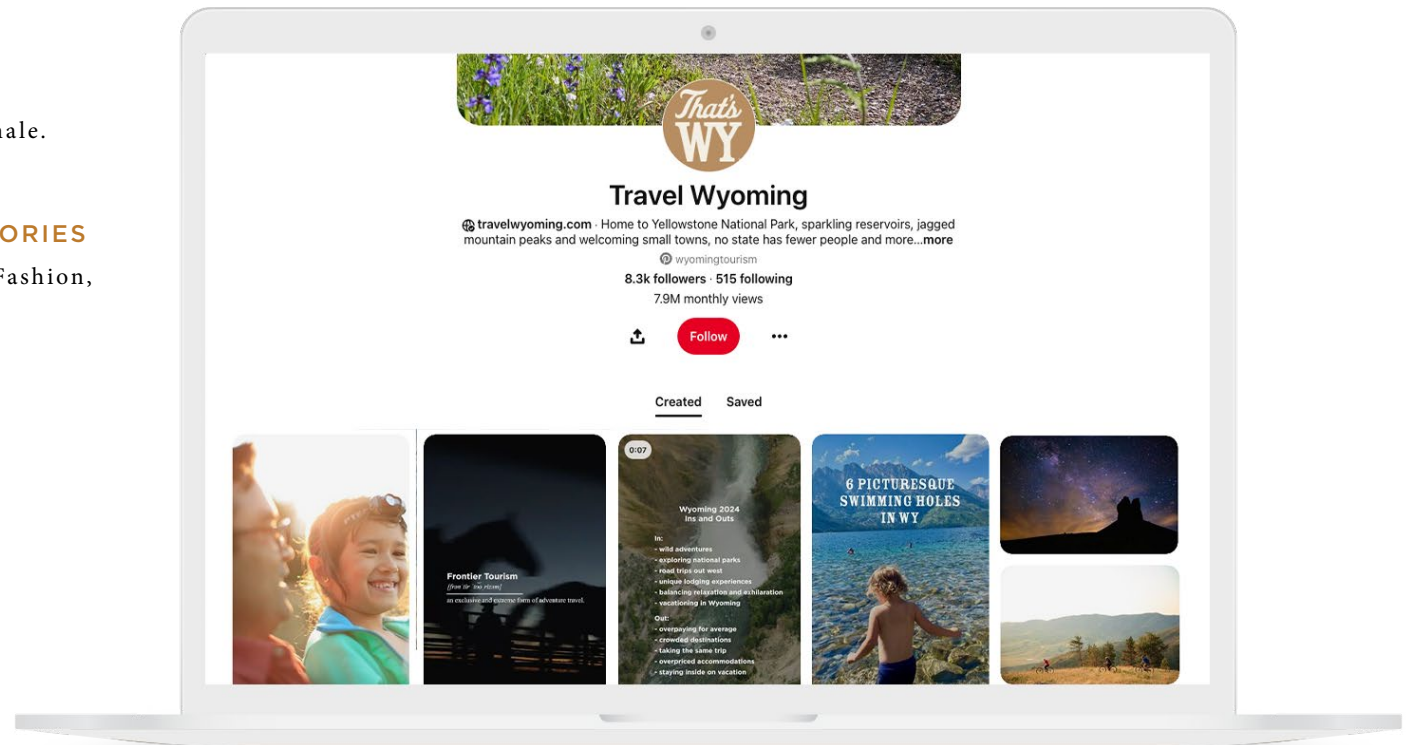 nale.
ORIES
Fashion,
That's
WY
Travel Wyoming
travelwyoming.com · Home to Yellowstone National Park, sparkling reservoirs, jagged
mountain peaks and welcoming small towns, no state has fewer people and more...more
wyomingtourism
8.3k followers · 515 following
7.9M monthly views
Follow
Created Saved
Frontier Tourism
an exclusive and extreme form of adventure travel.
0:07
Wyoming 2024
Ins and Outs
In:
- wild adventures
- exploring national parks
- road trips out west
- unique lodging experiences
- balancing relaxation and exhilaration
- vacationing in Wyoming
Out:
- overpaying for average
- crowded destinations
- taking the same trip
- overpriced accommodations
- staying inside on vacation
6 PICTURESQUE
SWIMMING HOLES
IN WY